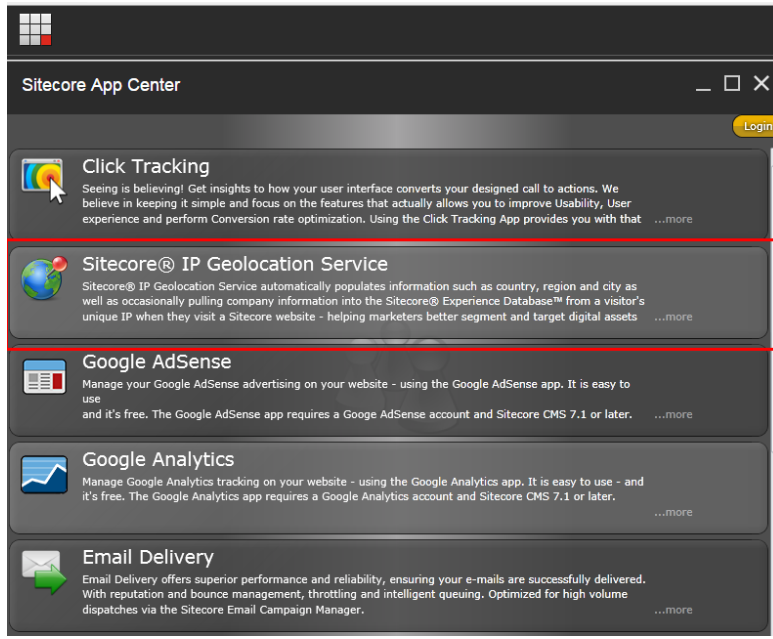 Sitecore App Center
Login
Click Tracking
Seeing is believing! Get insights to how your user interface converts your designed call to actions. We
believe in keeping it simple and focus on the features that actually allows you to improve Usability, User
experience and perform Conversion rate optimization. Using the Click Tracking App provides you with that ...more
Sitecore® IP Geolocation Service
Sitecore® IP Geolocation Service automatically populates information such as country, region and city as
well as occasionally pulling company information into the Sitecore® Experience Database™ from a visitor's
unique IP when they visit a Sitecore website - helping marketers better segment and target digital assets ...more
Google AdSense
Manage your Google AdSense advertising on your website - using the Google AdSense app. It is easy to
use
and it's free. The Google AdSense app requires a Googe AdSense account and Sitecore CMS 7.1 or later. ...more
Google Analytics
Manage Google Analytics tracking on your website - using the Google Analytics app. It is easy to use - and
it's free. The Google Analytics app requires a Google Analytics account and Sitecore CMS 7.1 or later.
...more
Email Delivery
Email Delivery offers superior performance and reliability, ensuring your e-mails are successfully delivered.
With reputation and bounce management, throttling and intelligent queuing. Optimized for high volume
dispatches via the Sitecore Email Campaign Manager. ...more